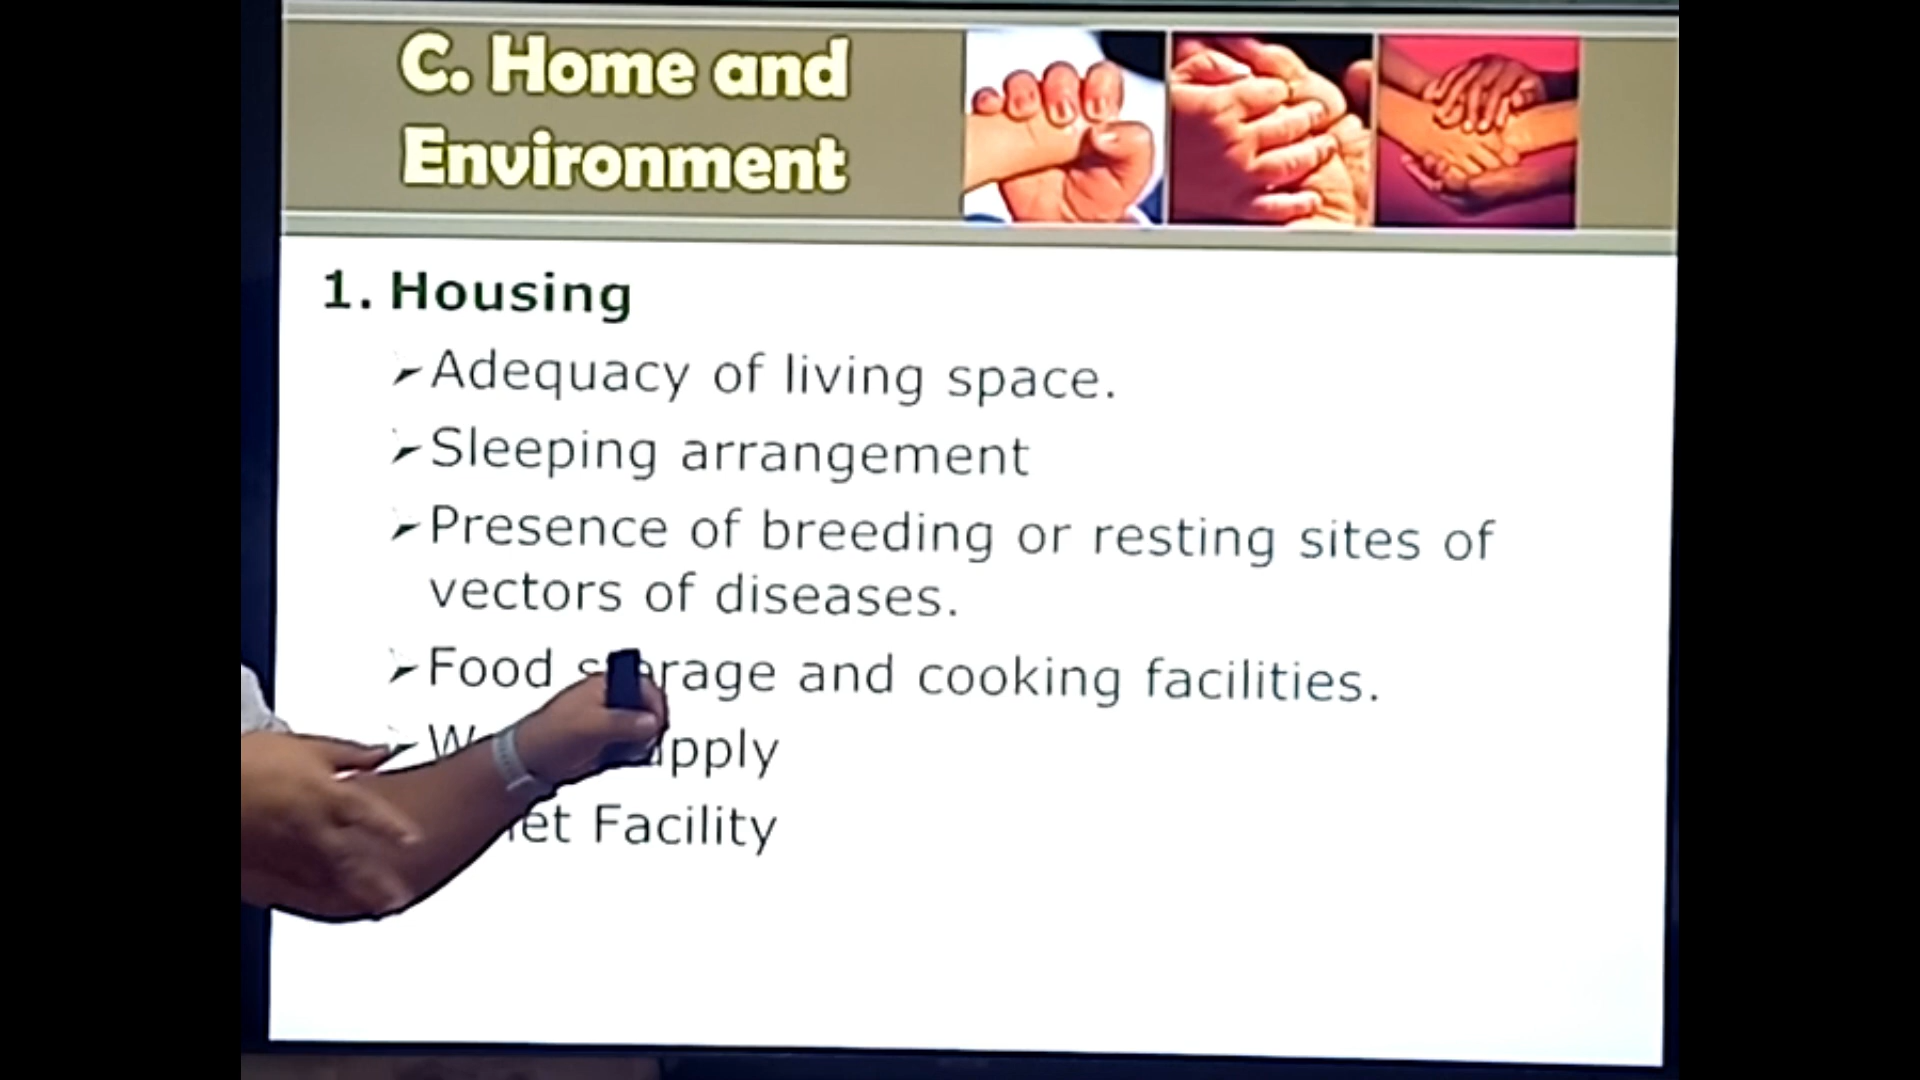 C. Home and
Environment
1. Housing
➢Adequacy of living space.
➢Sleeping arrangement
➢Presence of breeding or resting sites of
vectors of diseases.
➢Food storage and cooking facilities.
➢
Facility